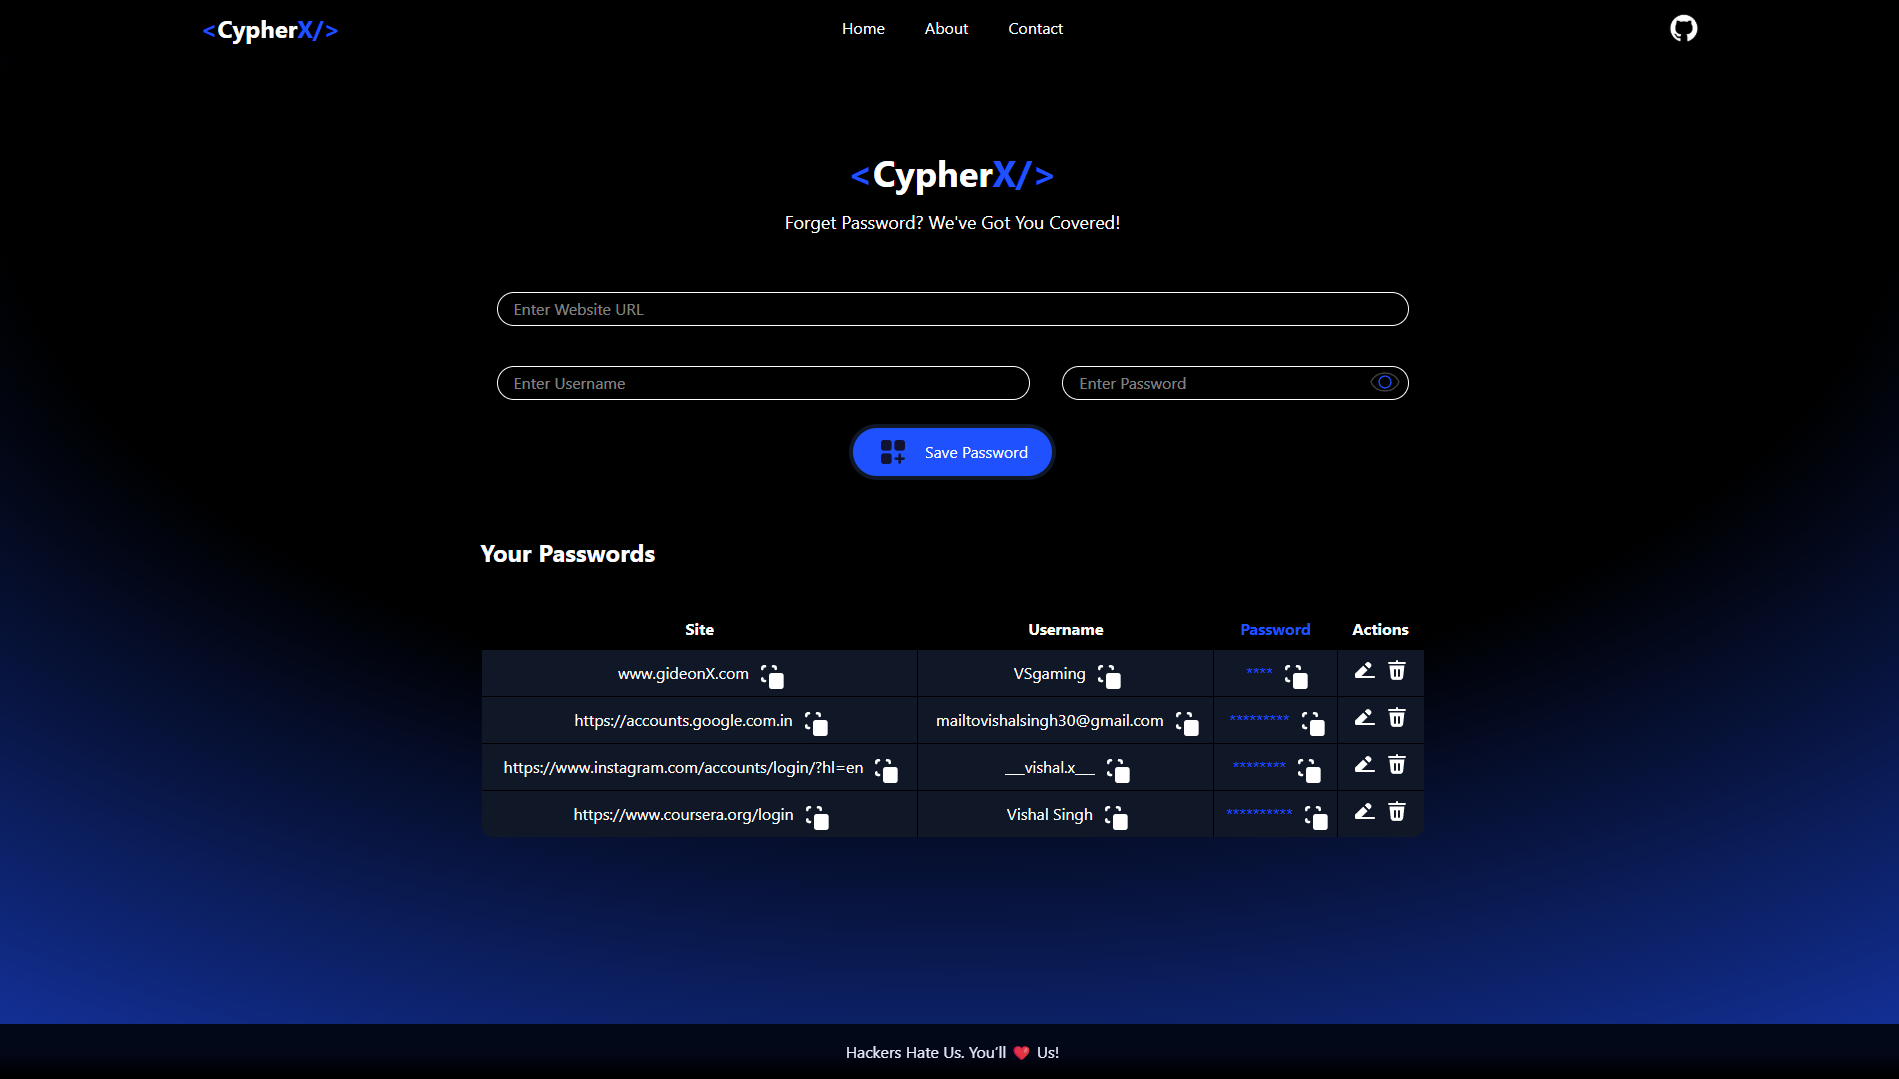 <CypherX/>
Home About Contact
<CypherX/>
Forget Password? We've Got You Covered!
Enter Website URL
Enter Username Enter Password
Save Password
Your Passwords
Site Username Password Actions
www.gideonX.com VSgaming ****
https://accounts.google.com.in mailtovishalsingh30@gmail.com *********
https://www.instagram.com/accounts/login/?hl=en __vishal.x__ ********
https://www.coursera.org/login Vishal Singh **********
Hackers Hate Us. You'll ❤️ Us!